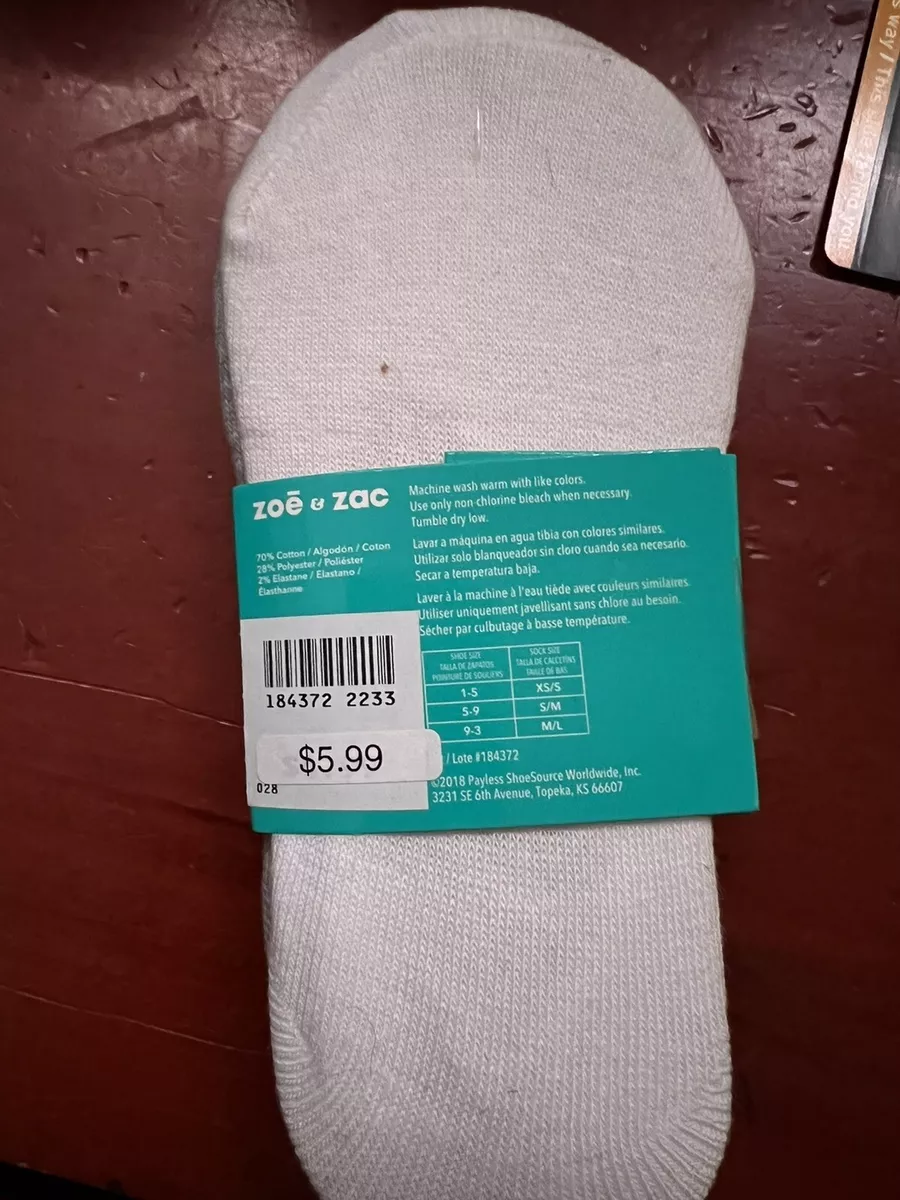 s way / This side
you
zoē & zac
70% Cotton / Algodón / Coton
28% Polyester / Poliéster
2% Elastane / Elastano /
Élasthanne
Machine wash warm with like colors.
Use only non-chlorine bleach when necessary.
Tumble dry low.
Lavar a máquina en agua tibia con colores similares.
Utilizar solo blanqueador sin cloro cuando sea necesario.
Secar a temperatura baja.
Laver à la machine à l'eau tiède avec couleurs similaires.
Utiliser uniquement javellisant sans chlore au besoin.
Sécher par culbutage à basse température.
184372 2233
$5.99
028
SHOE SIZE
TALLA DE ZAPATOS
POINTURE DE SOULIERS
SOCK SIZE
TALLA DE CALCETINS
TAILLE DE BAS
1-5 XS/S
5-9 S/M
9-3 M/L
/ Lote #184372
©2018 Payless ShoeSource Worldwide, Inc.
3231 SE 6th Avenue, Topeka, KS 66607